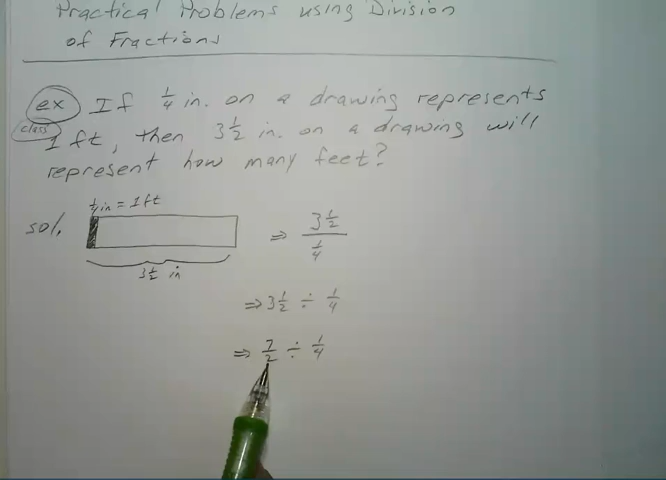 Practical Problems using Division
of Fractions
ex If 1/4 in. on a drawing represents
class 1 ft, then 3 1/2 in. on a drawing will
represent how many feet?
1/4 in = 1 ft
sol.
3 1/2 in
⇒ 3 1/2 / 1/4
⇒ 3 1/2 ÷ 1/4
⇒ 7/2 ÷ 1/4